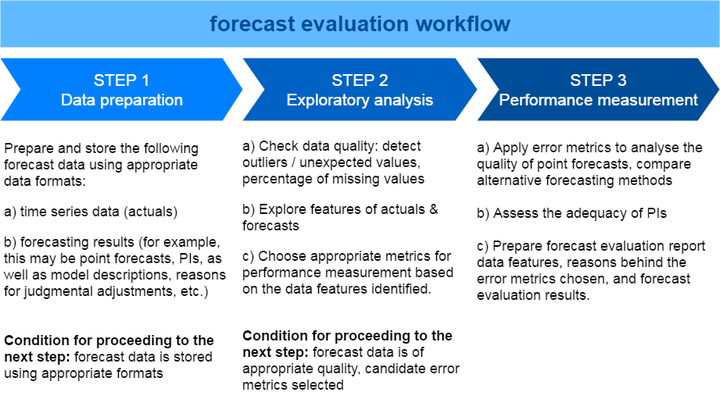 forecast evaluation workflow
STEP 1
Data preparation
Prepare and store the following
forecast data using appropriate
data formats:
a) time series data (actuals)
b) forecasting results (for example,
this may be point forecasts, PIs, as
well as model descriptions, reasons
for judgmental adjustments, etc.)
Condition for proceeding to the
next step: forecast data is stored
using appropriate formats
STEP 2
Exploratory analysis
a) Check data quality: detect
outliers / unexpected values,
percentage of missing values
b) Explore features of actuals &
forecasts
c) Choose appropriate metrics for
performance measurement based
on the data features identified.
Condition for proceeding to the
next step: forecast data is of
appropriate quality, candidate error
metrics selected
STEP 3
Performance measurement
a) Apply error metrics to analyse the
quality of point forecasts, compare
alternative forecasting methods
b) Assess the adequacy of PIs
c) Prepare forecast evaluation report
data features, reasons behind the
error metrics chosen, and forecast
evaluation results.